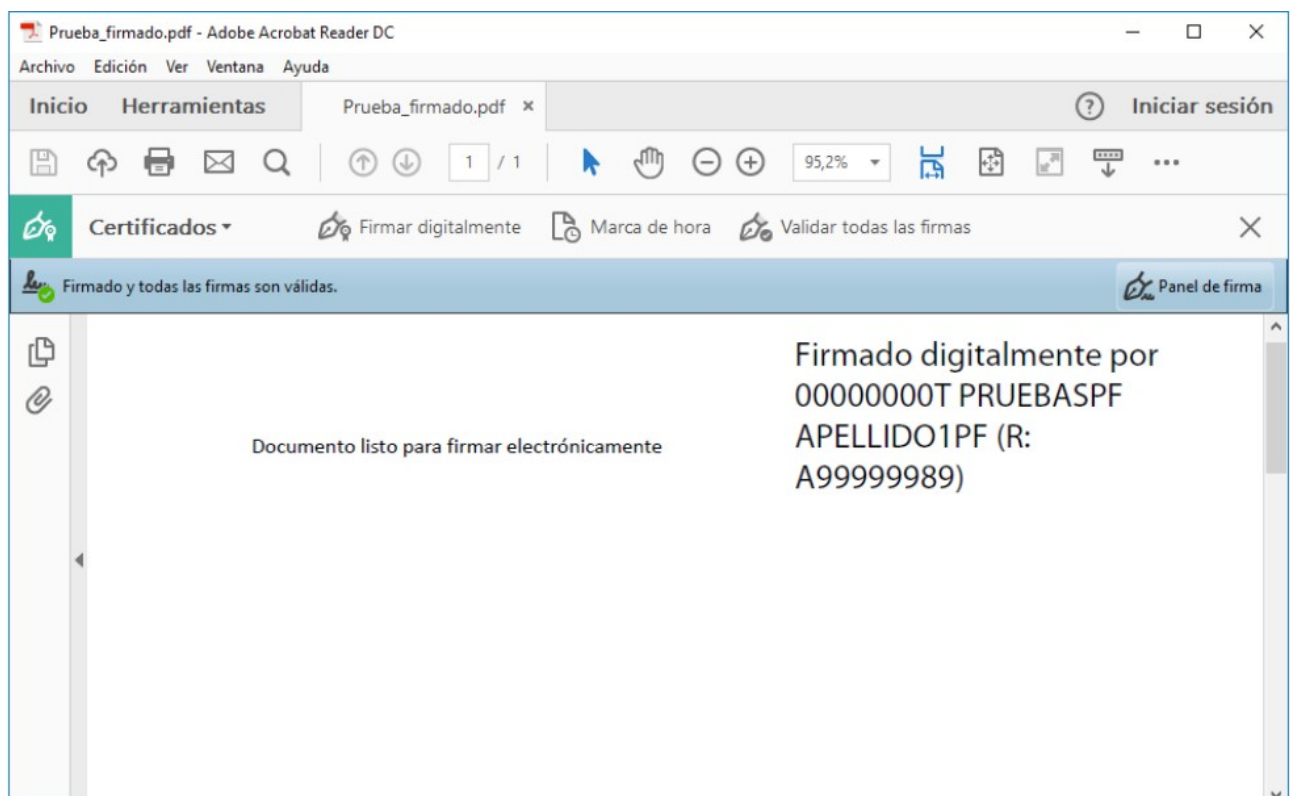 Prueba_firmado.pdf - Adobe Acrobat Reader DC
Archivo Edición Ver Ventana Ayuda
Inicio Herramientas Prueba_firmado.pdf × ? Iniciar sesión
1 / 1 95,2%
Certificados Firmar digitalmente Marca de hora Validar todas las firmas
Firmado y todas las firmas son válidas. Panel de firma
Documento listo para firmar electrónicamente
Firmado digitalmente por
00000000T PRUEBASPF
APELLIDO1PF (R:
A99999989)